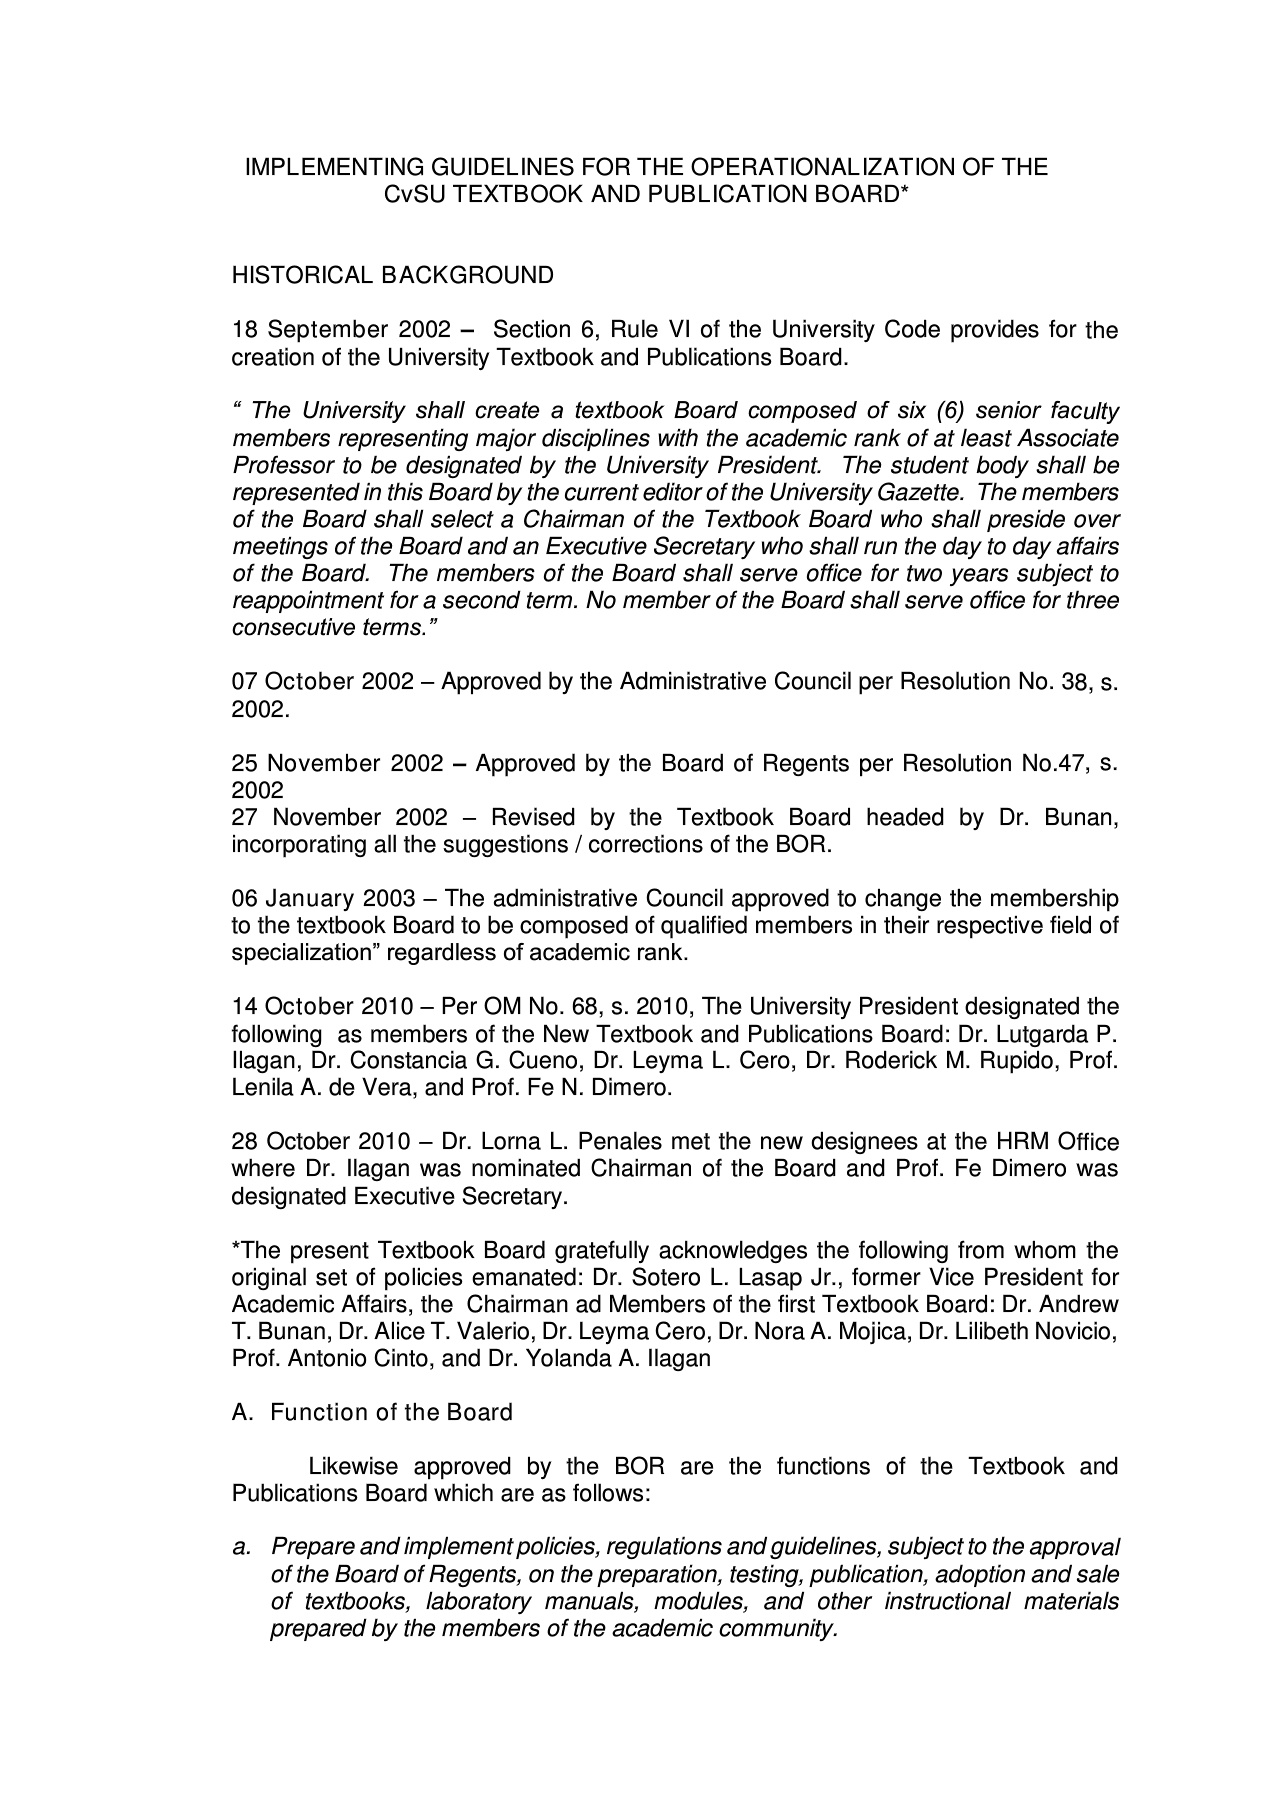 IMPLEMENTING GUIDELINES FOR THE OPERATIONALIZATION OF THE
CvSU TEXTBOOK AND PUBLICATION BOARD*
HISTORICAL BACKGROUND
18 September 2002 – Section 6, Rule VI of the University Code provides for the
creation of the University Textbook and Publications Board.
“ The University shall create a textbook Board composed of six (6) senior faculty
members representing major disciplines with the academic rank of at least Associate
Professor to be designated by the University President. The student body shall be
represented in this Board by the current editor of the University Gazette. The members
of the Board shall select a Chairman of the Textbook Board who shall preside over
meetings of the Board and an Executive Secretary who shall run the day to day affairs
of the Board. The members of the Board shall serve office for two years subject to
reappointment for a second term. No member of the Board shall serve office for three
consecutive terms.”
07 October 2002 – Approved by the Administrative Council per Resolution No. 38, s.
2002.
25 November 2002 – Approved by the Board of Regents per Resolution No.47, s.
2002
27 November 2002 – Revised by the Textbook Board headed by Dr. Bunan,
incorporating all the suggestions / corrections of the BOR.
06 January 2003 – The administrative Council approved to change the membership
to the textbook Board to be composed of qualified members in their respective field of
specialization” regardless of academic rank.
14 October 2010 – Per OM No. 68, s. 2010, The University President designated the
following as members of the New Textbook and Publications Board: Dr. Lutgarda P.
Ilagan, Dr. Constancia G. Cueno, Dr. Leyma L. Cero, Dr. Roderick M. Rupido, Prof.
Lenila A. de Vera, and Prof. Fe N. Dimero.
28 October 2010 – Dr. Lorna L. Penales met the new designees at the HRM Office
where Dr. Ilagan was nominated Chairman of the Board and Prof. Fe Dimero was
designated Executive Secretary.
*The present Textbook Board gratefully acknowledges the following from whom the
original set of policies emanated: Dr. Sotero L. Lasap Jr., former Vice President for
Academic Affairs, the Chairman ad Members of the first Textbook Board: Dr. Andrew
T. Bunan, Dr. Alice T. Valerio, Dr. Leyma Cero, Dr. Nora A. Mojica, Dr. Lilibeth Novicio,
Prof. Antonio Cinto, and Dr. Yolanda A. Ilagan
A. Function of the Board
Likewise approved by the BOR are the functions of the Textbook and
Publications Board which are as follows:
a. Prepare and implement policies, regulations and guidelines, subject to the approval
of the Board of Regents, on the preparation, testing, publication, adoption and sale
of textbooks, laboratory manuals, modules, and other instructional materials
prepared by the members of the academic community.